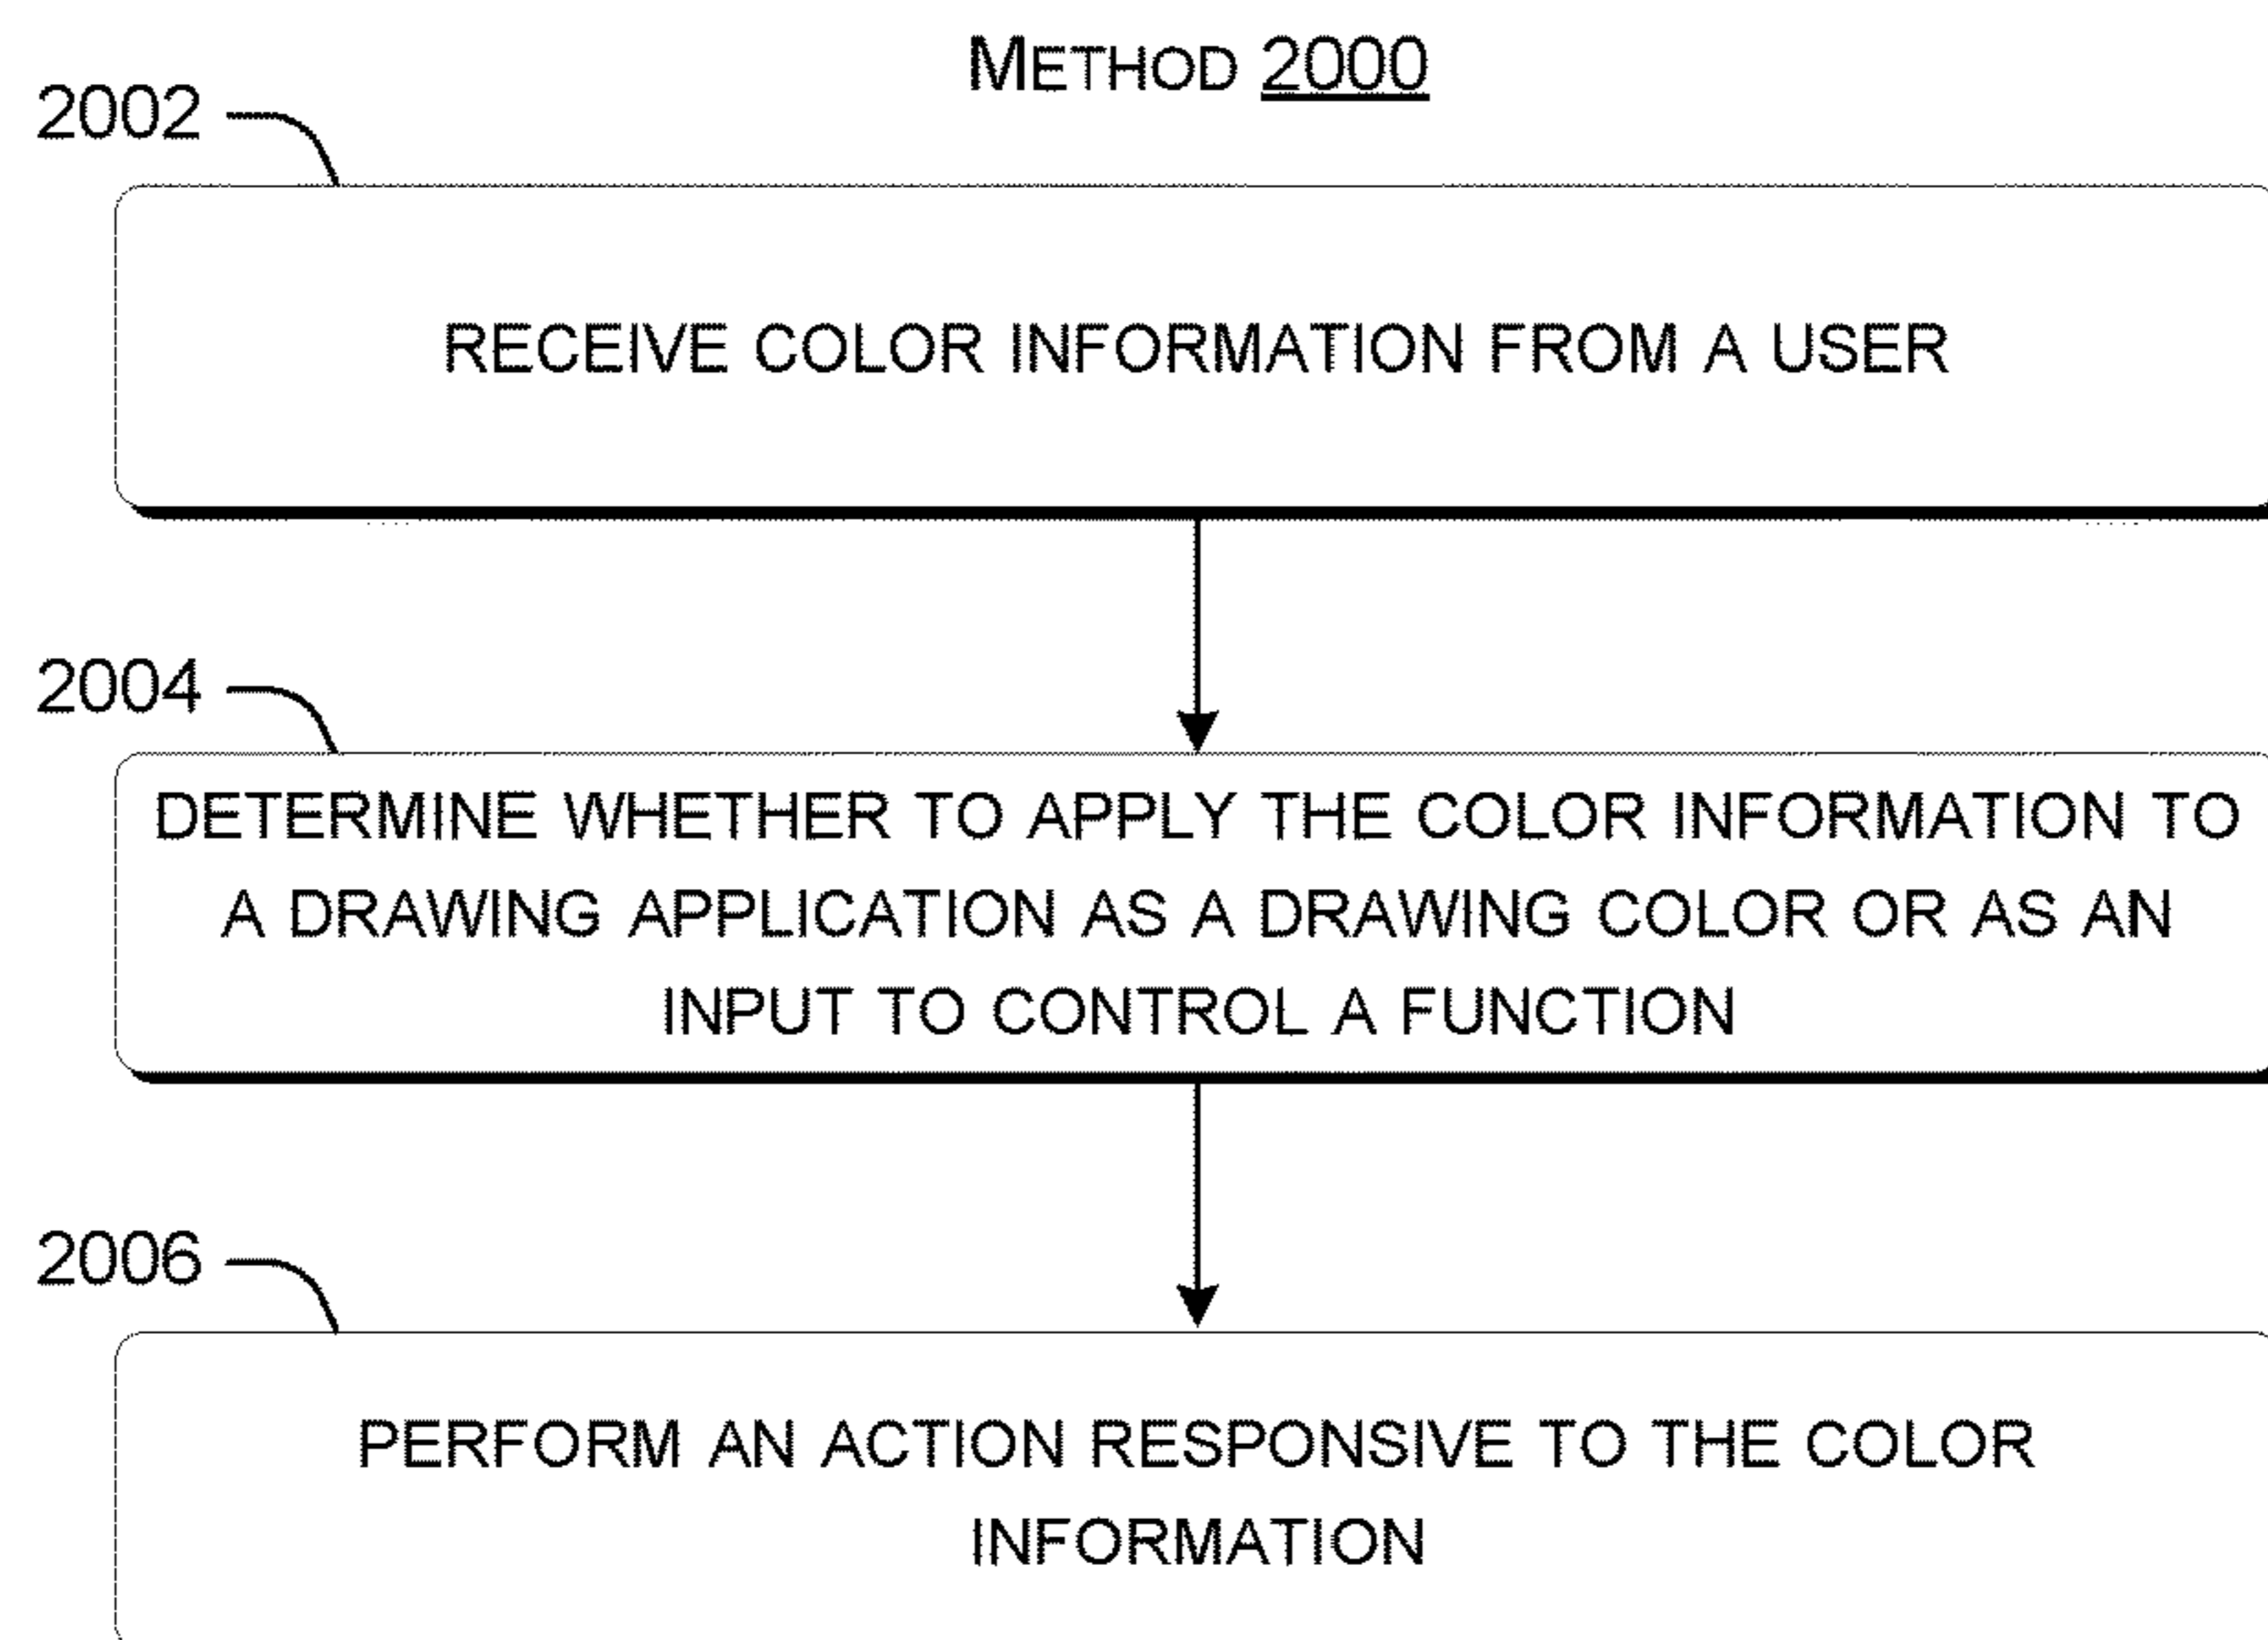 METHOD 2000
2002
RECEIVE COLOR INFORMATION FROM A USER
2004
DETERMINE WHETHER TO APPLY THE COLOR INFORMATION TO
A DRAWING APPLICATION AS A DRAWING COLOR OR AS AN
INPUT TO CONTROL A FUNCTION
2006
PERFORM AN ACTION RESPONSIVE TO THE COLOR
INFORMATION